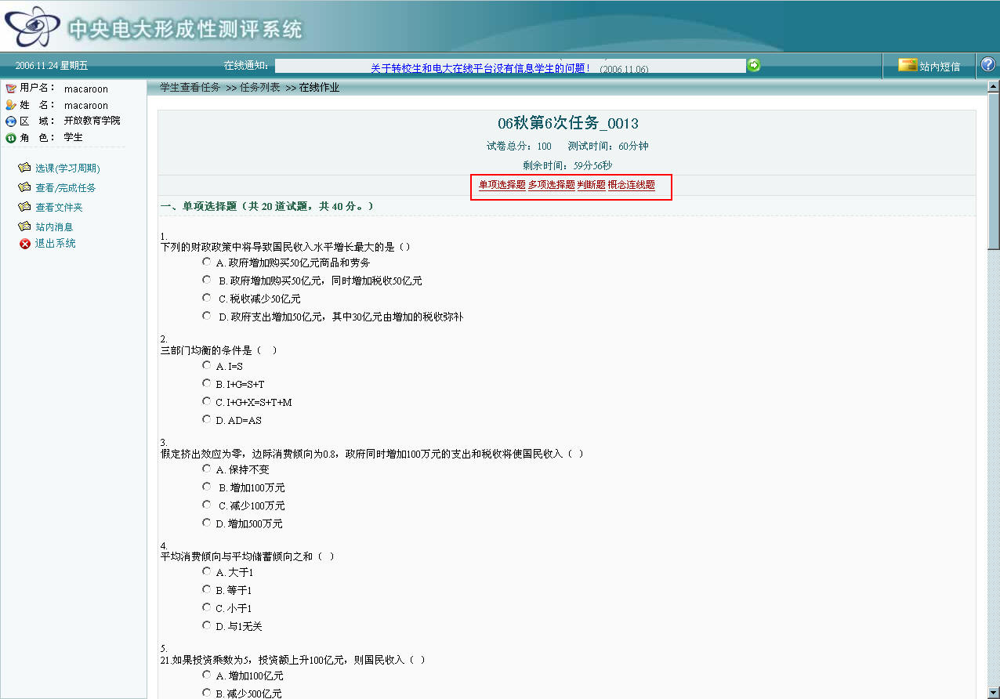 中央电大形成性测评系统
2006.11.24 星期五
在线通知：
关于转校生和电大在线平台没有信息学生的问题！ (2006.11.06)
站内短信
用户名： macaroon
姓 名： macaroon
区 域： 开放教育学院
角 色： 学生
选课(学习周期)
查看/完成任务
查看文件夹
站内消息
退出系统
学生查看任务 >> 任务列表 >> 在线作业
06秋第6次任务_0013
试卷总分：100 测试时间：60分钟
剩余时间：59分56秒
单项选择题 多项选择题 判断题 概念连线题
一、单项选择题（共 20 道试题，共 40 分。）
1.
下列的财政政策中将导致国民收入水平增长最大的是（）
A. 政府增加购买50亿元商品和劳务
B. 政府增加购买50亿元，同时增加税收50亿元
C. 税收减少50亿元
D. 政府支出增加50亿元，其中30亿元由增加的税收弥补
2.
三部门均衡的条件是（ ）
A. I=S
B. I+G=S+T
C. I+G+X=S+T+M
D. AD=AS
3.
假定挤出效应为零，边际消费倾向为0.8，政府同时增加100万元的支出和税收将使国民收入（ ）
A. 保持不变
B. 增加100万元
C. 减少100万元
D. 增加500万元
4.
平均消费倾向与平均储蓄倾向之和（ ）
A. 大于1
B. 等于1
C. 小于1
D. 与1无关
5.
21.如果投资乘数为5，投资额上升100亿元，则国民收入（ ）
A. 增加100亿元
B. 减少500亿元